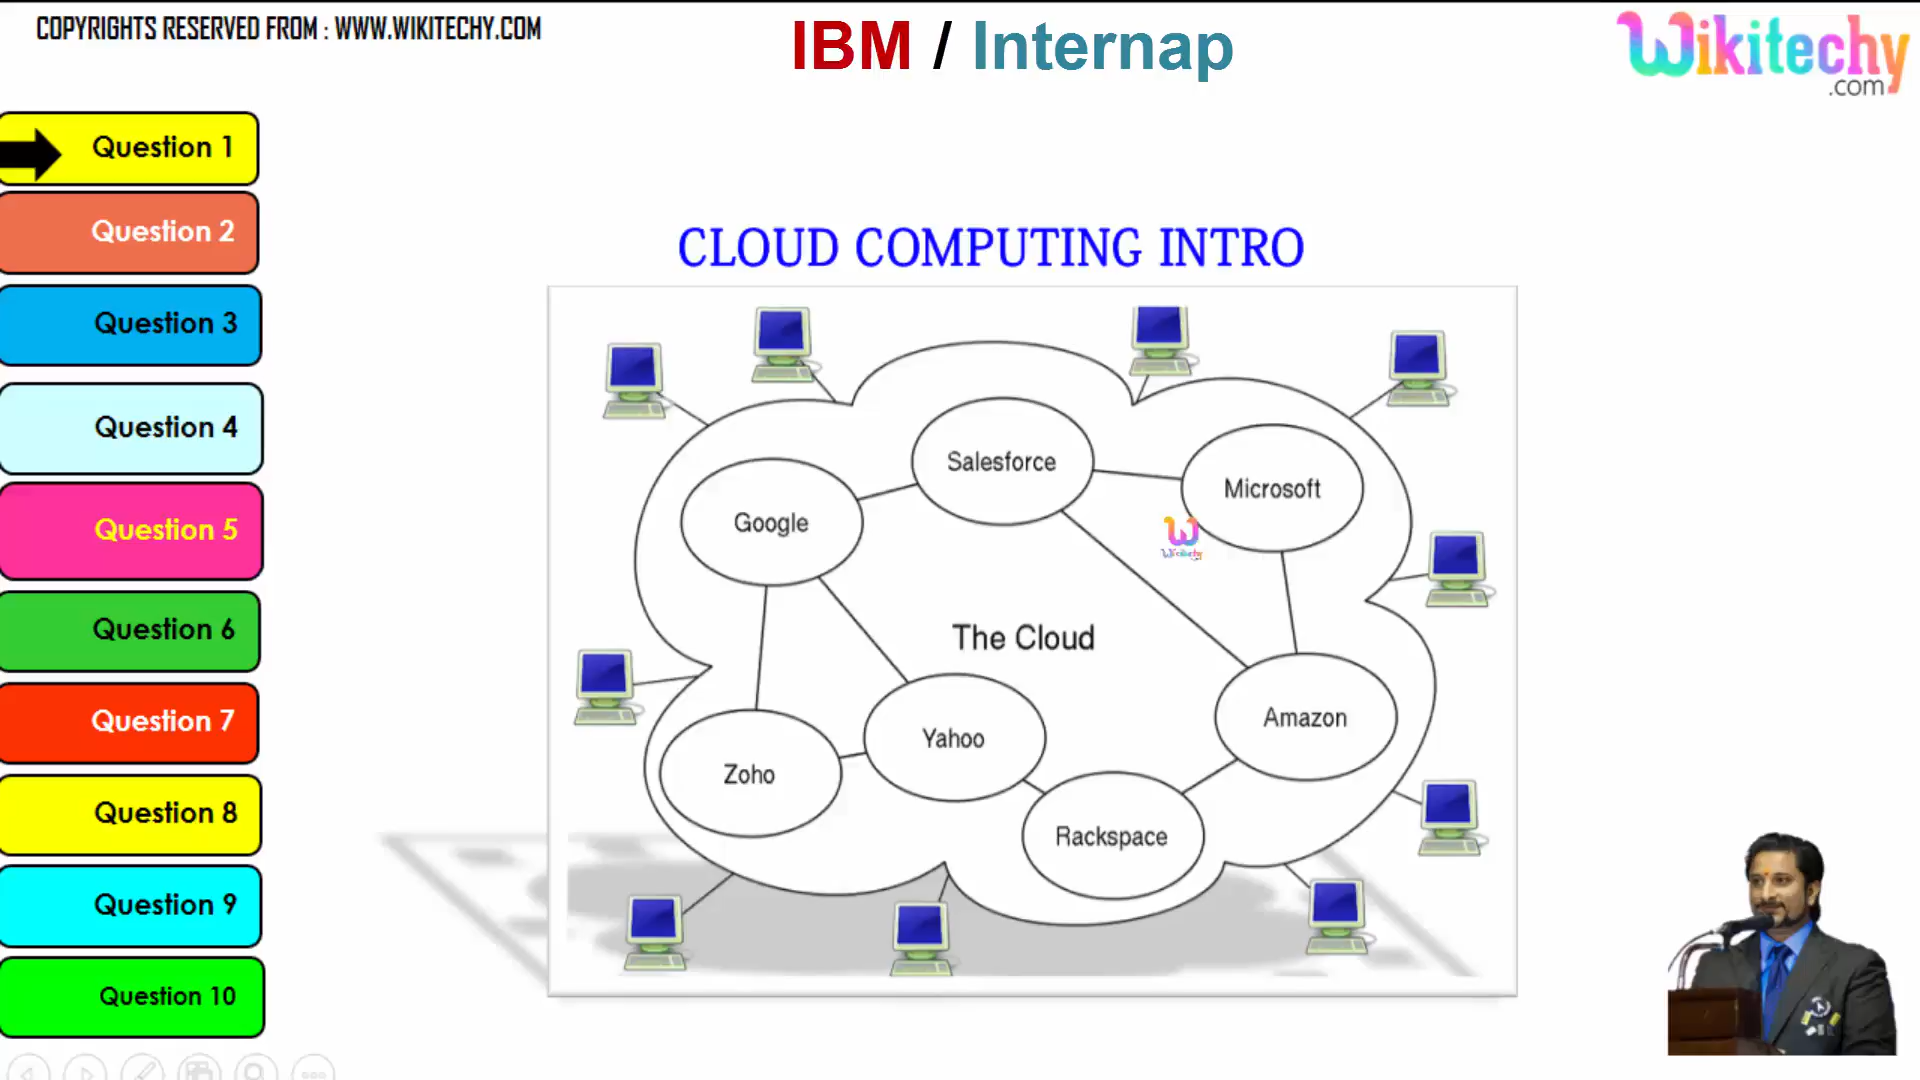 COPYRIGHTS RESERVED FROM : WWW.WIKITECHY.COM
IBM / Internap
Wikitechy
.com
Question 1
Question 2
Question 3
Question 4
Question 5
Question 6
Question 7
Question 8
Question 9
Question 10
CLOUD COMPUTING INTRO
Salesforce
Microsoft
Google
Wikitechy
The Cloud
Amazon
Yahoo
Zoho
Rackspace